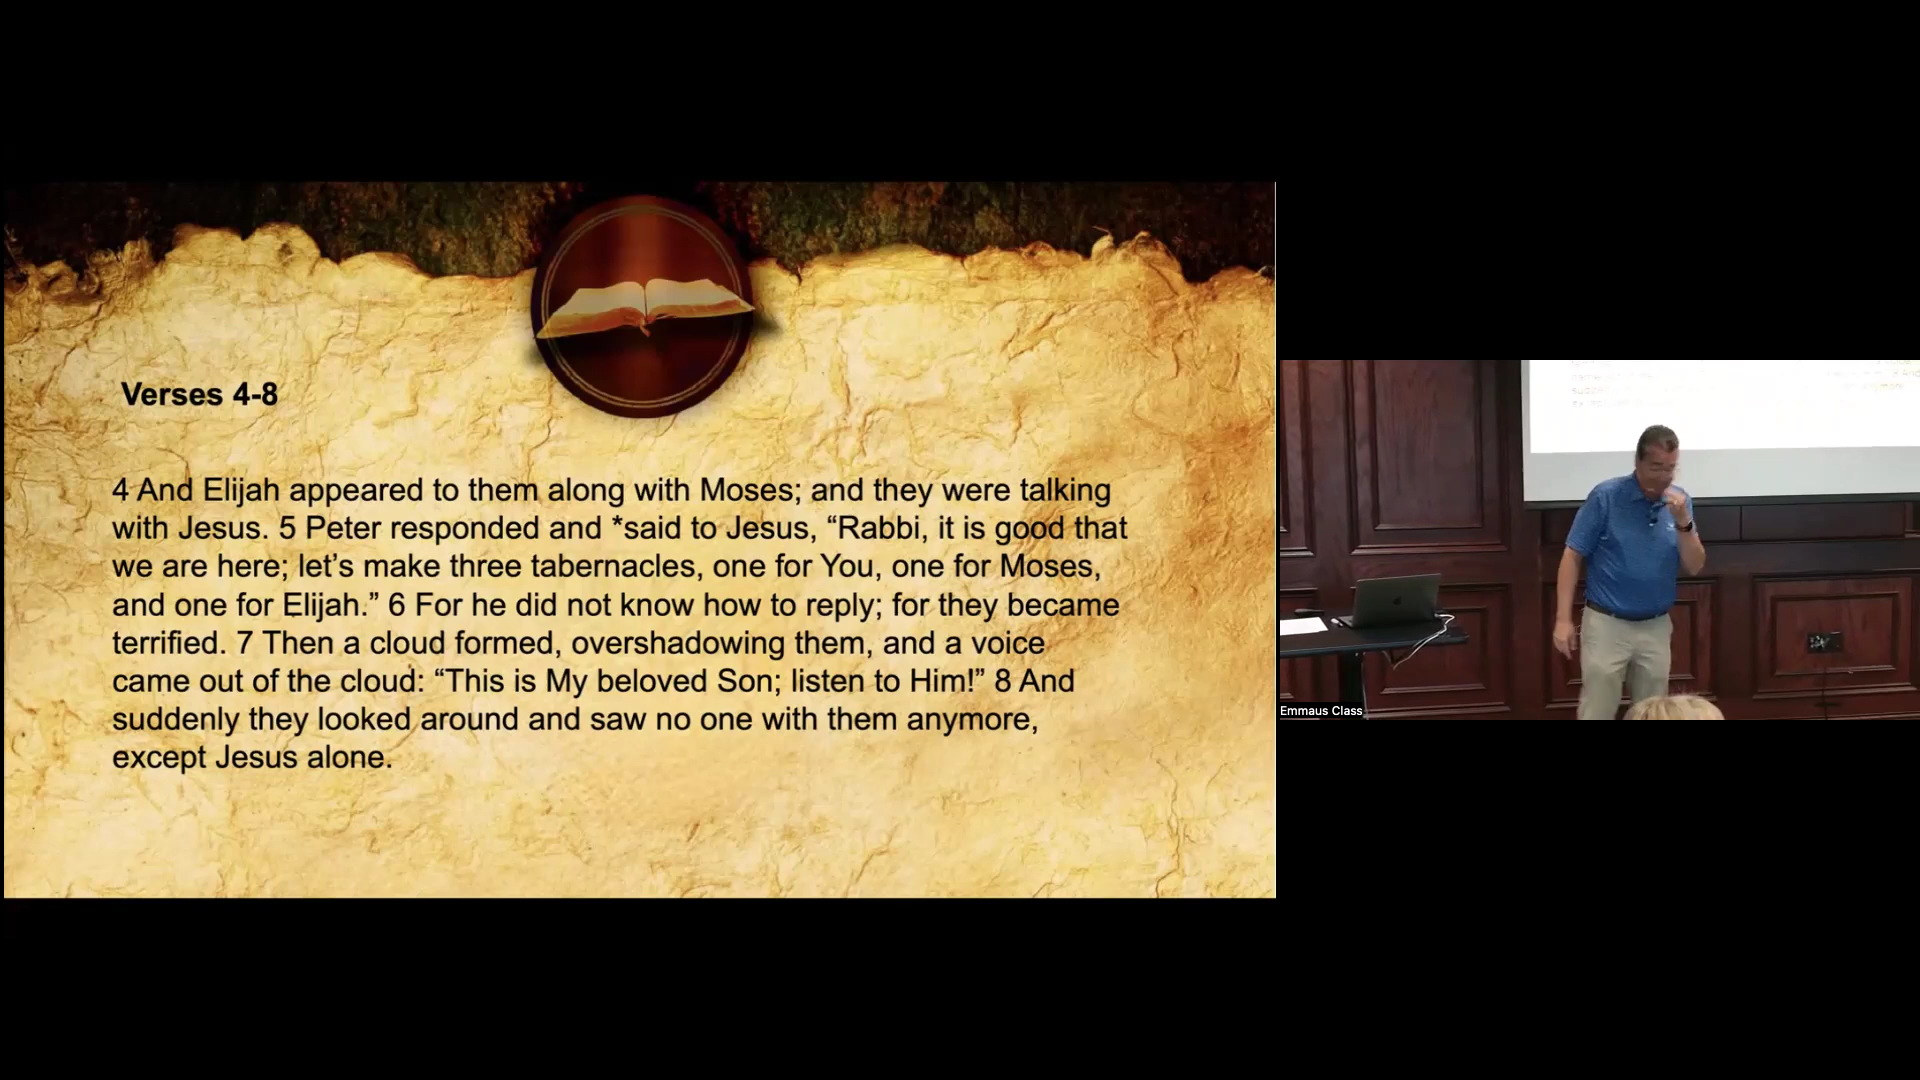 Verses 4-8
4 And Elijah appeared to them along with Moses; and they were talking
with Jesus. 5 Peter responded and *said to Jesus, “Rabbi, it is good that
we are here; let’s make three tabernacles, one for You, one for Moses,
and one for Elijah.” 6 For he did not know how to reply; for they became
terrified. 7 Then a cloud formed, overshadowing them, and a voice
came out of the cloud: “This is My beloved Son; listen to Him!” 8 And
suddenly they looked around and saw no one with them anymore,
except Jesus alone.
Emmaus Class